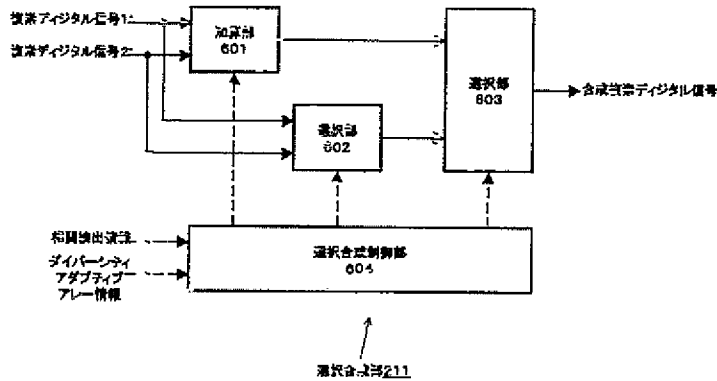 複素ディジタル信号1
複素ディジタル信号2
加算部
601
選択部
602
選択部
603
合成複素ディジタル信号
相関検出
ダイバーシティ
アダプティブ
アレー情報
選択合成制御部
604
選択合成部211